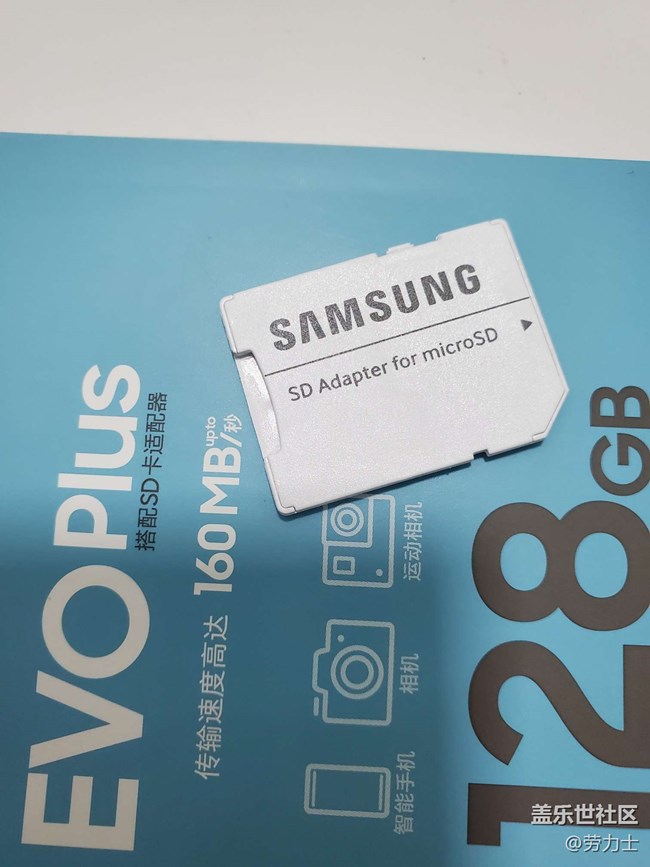 SAMSUNG
SD Adapter for microSD
EVO Plus
搭配SD卡适配器
传输速度高达 160MB/秒
up to
智能手机
相机
运动相机
128GB
盖乐世社区
@劳力士